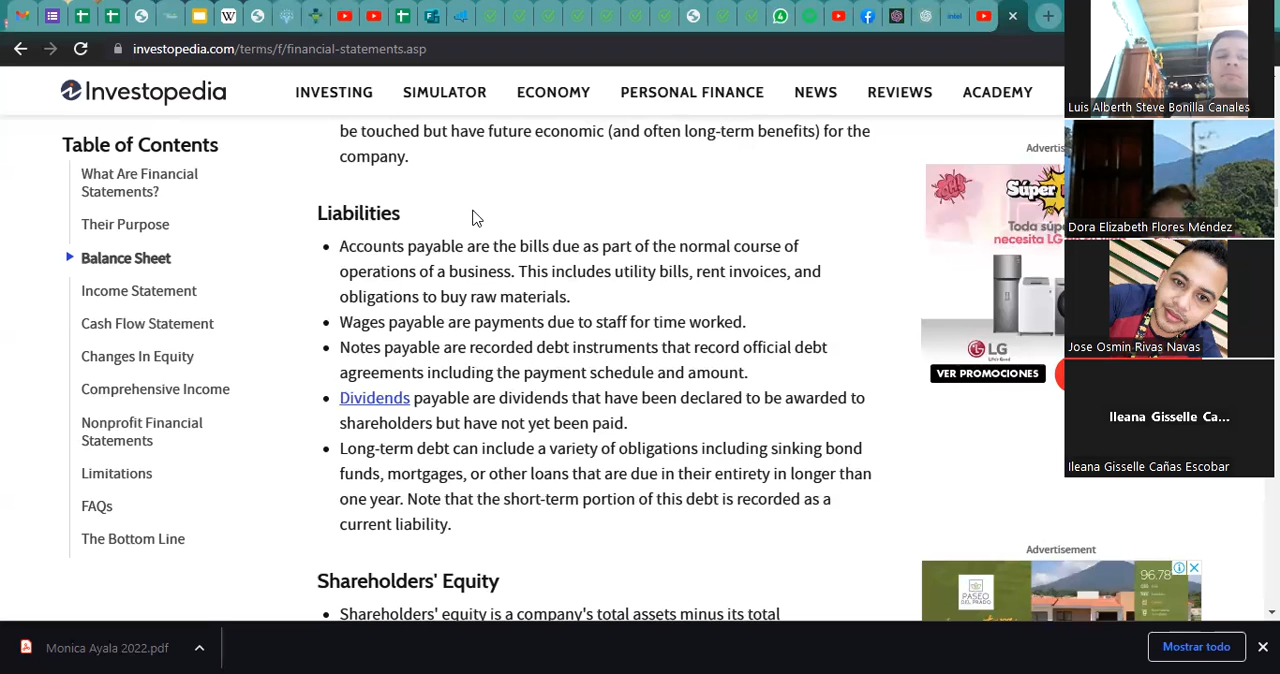 investopedia.com/terms/f/financial-statements.asp
Investopedia
INVESTING SIMULATOR ECONOMY PERSONAL FINANCE NEWS REVIEWS ACADEMY
Table of Contents
What Are Financial
Statements?
Their Purpose
Balance Sheet
Income Statement
Cash Flow Statement
Changes In Equity
Comprehensive Income
Nonprofit Financial
Statements
Limitations
FAQs
The Bottom Line
be touched but have future economic (and often long-term benefits) for the
company.
Liabilities
• Accounts payable are the bills due as part of the normal course of
operations of a business. This includes utility bills, rent invoices, and
obligations to buy raw materials.
• Wages payable are payments due to staff for time worked.
• Notes payable are recorded debt instruments that record official debt
agreements including the payment schedule and amount.
• Dividends payable are dividends that have been declared to be awarded to
shareholders but have not yet been paid.
• Long-term debt can include a variety of obligations including sinking bond
funds, mortgages, or other loans that are due in their entirety in longer than
one year. Note that the short-term portion of this debt is recorded as a
current liability.
Shareholders' Equity
• Shareholders' equity is a company's total assets minus its total
Súper
Toda
necesita LG
LG
VER PROMOCIONES
Advertisement
PASEO
DEL PRADO
96.78
Luis Alberth Steve Bonilla Canales
Dora Elizabeth Flores Méndez
Jose Osmin Rivas Navas
Ileana Gisselle Ca...
Ileana Gisselle Cañas Escobar
Monica Ayala 2022.pdf
Mostrar todo